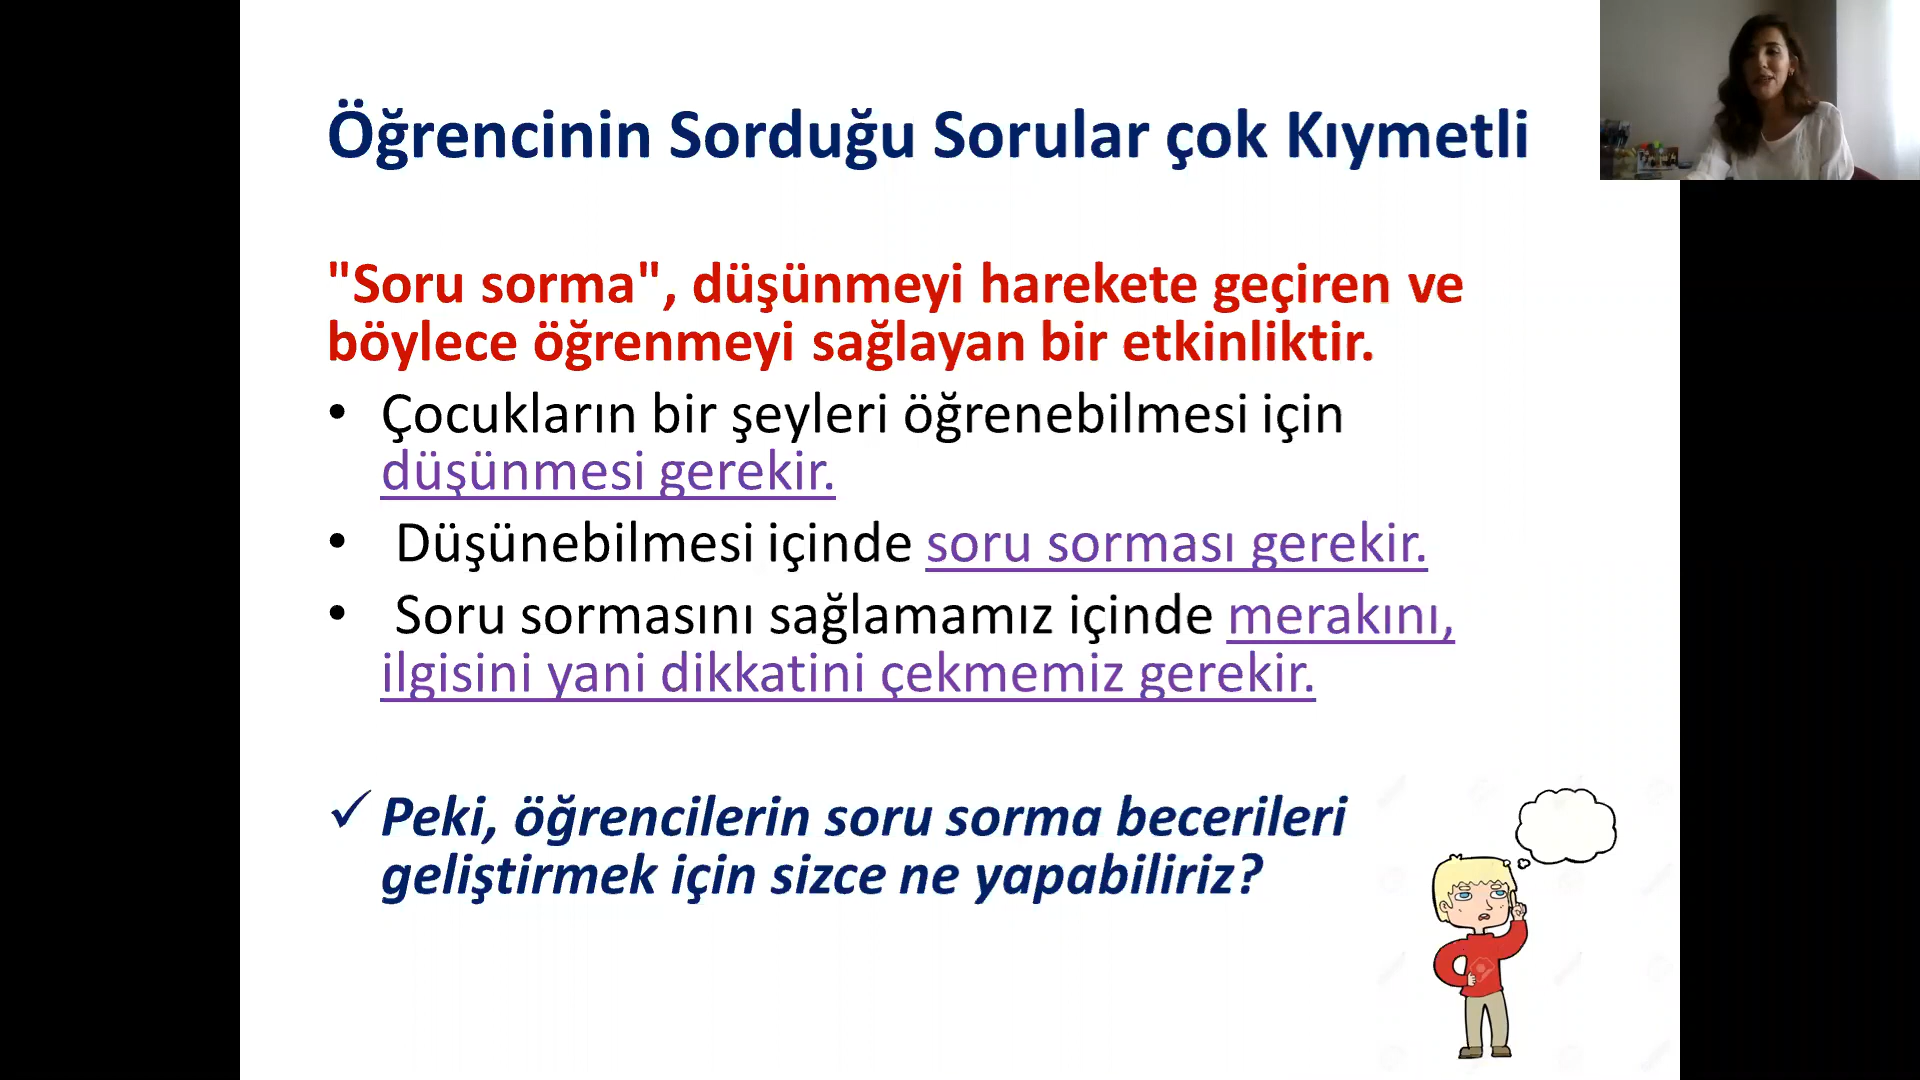 Öğrencinin Sorduğu Sorular çok Kıymetli
"Soru sorma", düşünmeyi harekete geçiren ve
böylece öğrenmeyi sağlayan bir etkinliktir.
• Çocukların bir şeyleri öğrenebilmesi için
düşünmesi gerekir.
• Düşünebilmesi içinde soru sorması gerekir.
• Soru sormasını sağlamamız içinde merakını,
ilgisini yani dikkatini çekmemiz gerekir.
✓ Peki, öğrencilerin soru sorma becerileri
geliştirmek için sizce ne yapabiliriz?